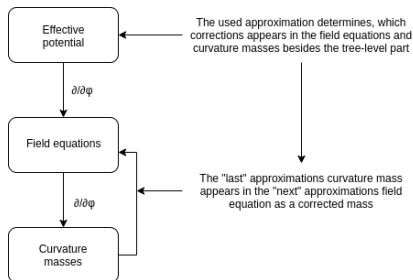 Effective
potential
The used approximation determines, which
corrections appears in the field equations and
curvature masses besides the tree-level part
∂/∂φ
Field equations
The "last" approximations curvature mass
appears in the "next" approximations field
equation as a corrected mass
∂/∂φ
Curvature
masses